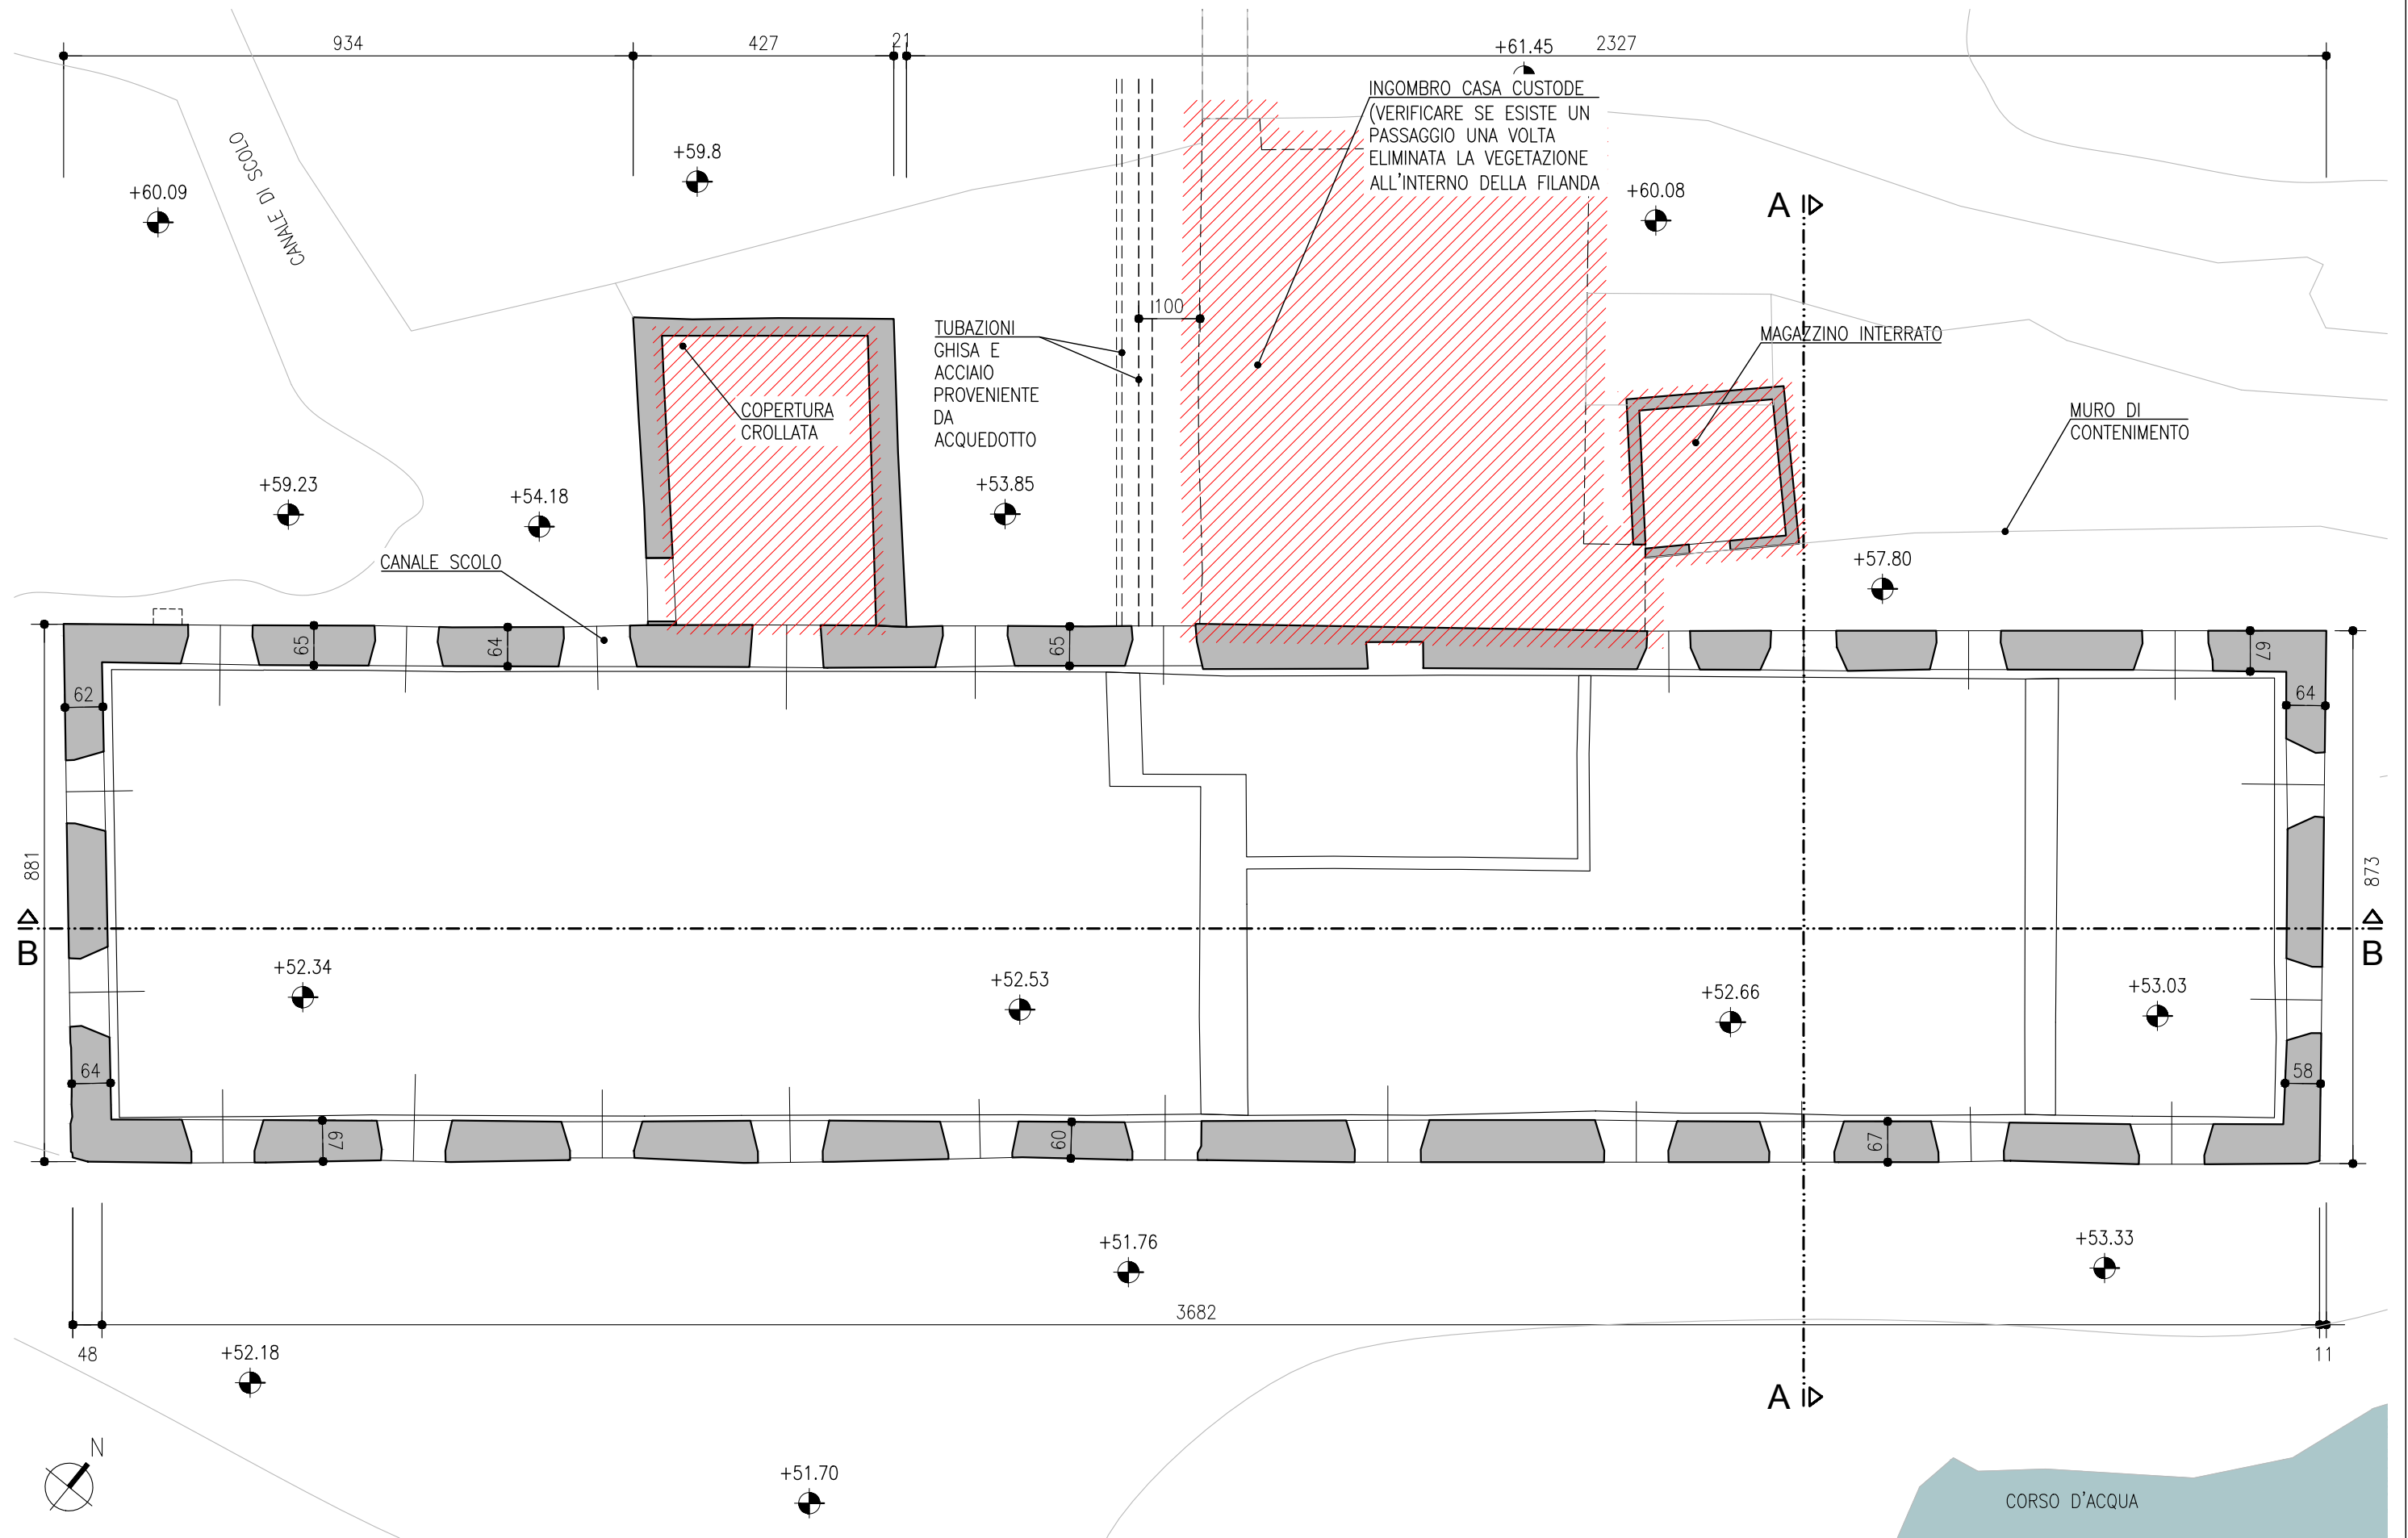 934
427
21
+61.45
2327
INGOMBRO CASA CUSTODE
(VERIFICARE SE ESISTE UN
PASSAGGIO UNA VOLTA
ELIMINATA LA VEGETAZIONE
ALL'INTERNO DELLA FILANDA
CANALE DI SCOLO
+60.09
+59.8
+60.08
A
100
TUBAZIONI
GHISA E
ACCIAIO
PROVENIENTE
DA
ACQUEDOTTO
MAGAZZINO INTERRATO
COPERTURA
CROLLATA
MURO DI
CONTENIMENTO
+59.23
+54.18
+53.85
CANALE SCOLO
+57.80
65
64
65
67
62
64
881
873
B
B
+52.34
+52.53
+52.66
+53.03
64
58
67
60
67
+51.76
+53.33
3682
48
+52.18
11
A
N
+51.70
CORSO D'ACQUA